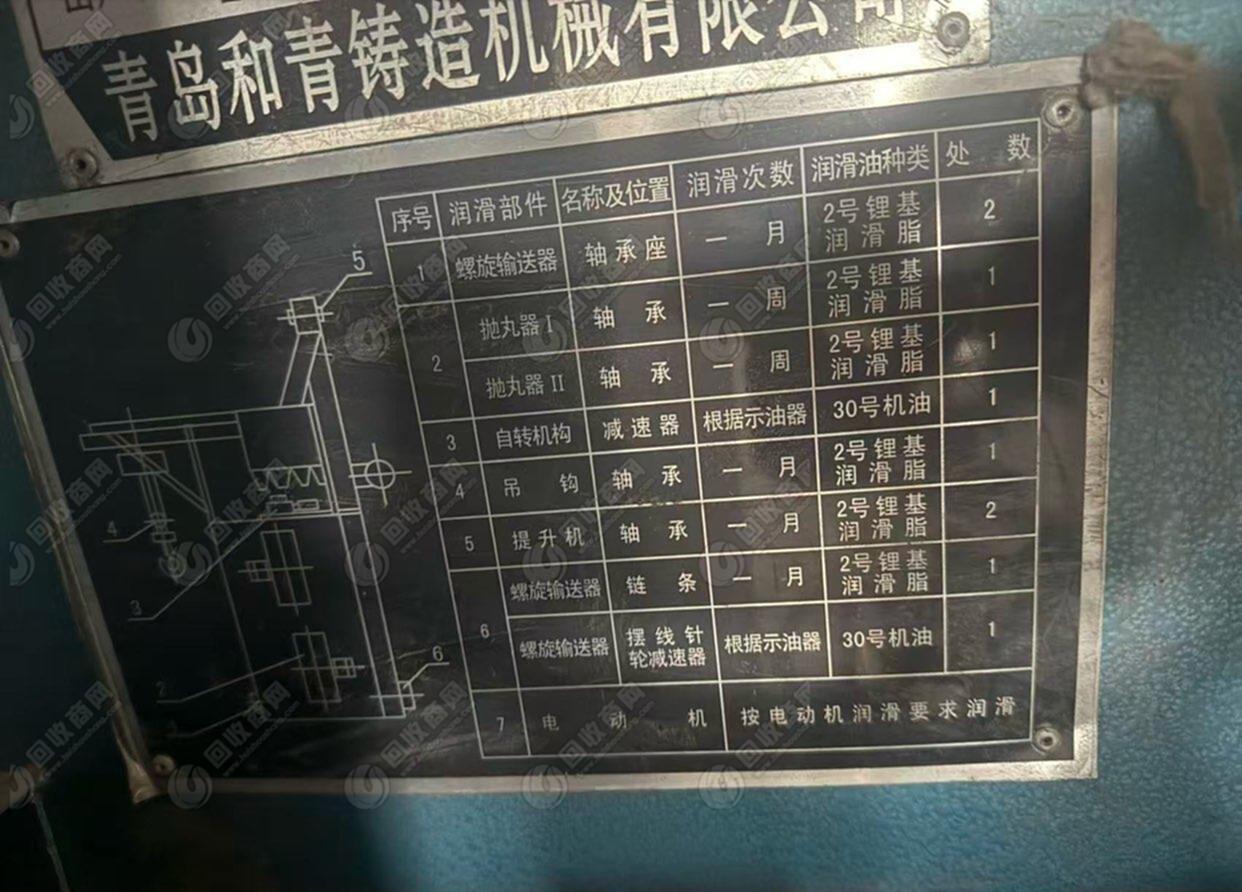 青岛和青铸造机械有限公司
序号 润滑部件 名称及位置 润滑次数 润滑油种类 处数
1 螺旋输送器 轴承座 一月 2号锂基润滑脂 2
2 抛丸器I 轴承 一周 2号锂基润滑脂 1
抛丸器II 轴承 一周 2号锂基润滑脂 1
3 自转机构 减速器 根据示油器 30号机油 1
4 吊钩 轴承 一月 2号锂基润滑脂 1
5 提升机 轴承 一月 2号锂基润滑脂 2
6 螺旋输送器 链条 一月 2号锂基润滑脂 1
螺旋输送器 摆线针轮减速器 根据示油器 30号机油 1
7 电动机 按电动机润滑要求润滑
5
4
3
2
1
6
回收商网